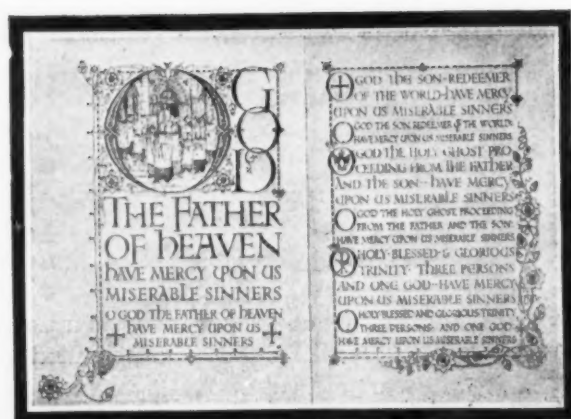 O GOD
THE FATHER
OF HEAVEN
HAVE MERCY UPON US
MISERABLE SINNERS
O GOD THE FATHER OF HEAVEN
HAVE MERCY UPON US
MISERABLE SINNERS
O GOD THE SON-REDEEMER
OF THE WORLD-HAVE MERCY
UPON US MISERABLE SINNERS
O GOD THE SON REDEEMER OF THE WORLD:
HAVE MERCY UPON US MISERABLE SINNERS
O GOD THE HOLY GHOST PRO
CEEDING FROM THE FATHER
AND THE SON-HAVE MERCY
UPON US MISERABLE SINNERS
O GOD THE HOLY GHOST PROCEEDING
FROM THE FATHER AND THE SON:
HAVE MERCY UPON US MISERABLE SINNERS
O HOLY-BLESSED & GLORIOUS
TRINITY-THREE PERSONS
AND ONE GOD-HAVE MERCY
UPON US MISERABLE SINNERS
O HOLY BLESSED AND GLORIOUS TRINITY
THREE PERSONS: AND ONE GOD:
HAVE MERCY UPON US MISERABLE SINNERS